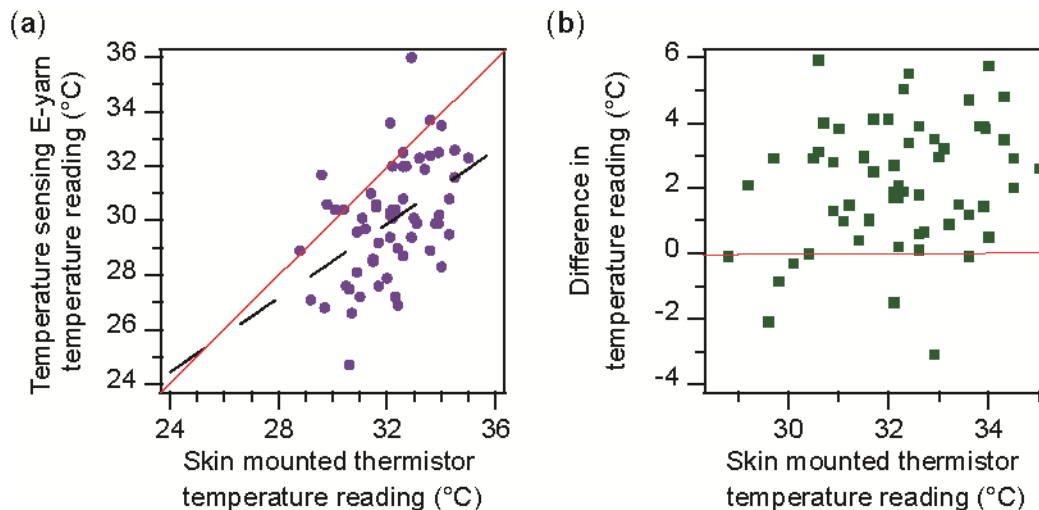 (a)
Temperature sensing E-yarn
temperature reading (°C)
36
34
32
30
28
26
24
24
28
32
36
Skin mounted thermistor
temperature reading (°C)
(b)
Difference in
temperature reading (°C)
6
4
2
0
-2
-4
30
32
34
Skin mounted thermistor
temperature reading (°C)